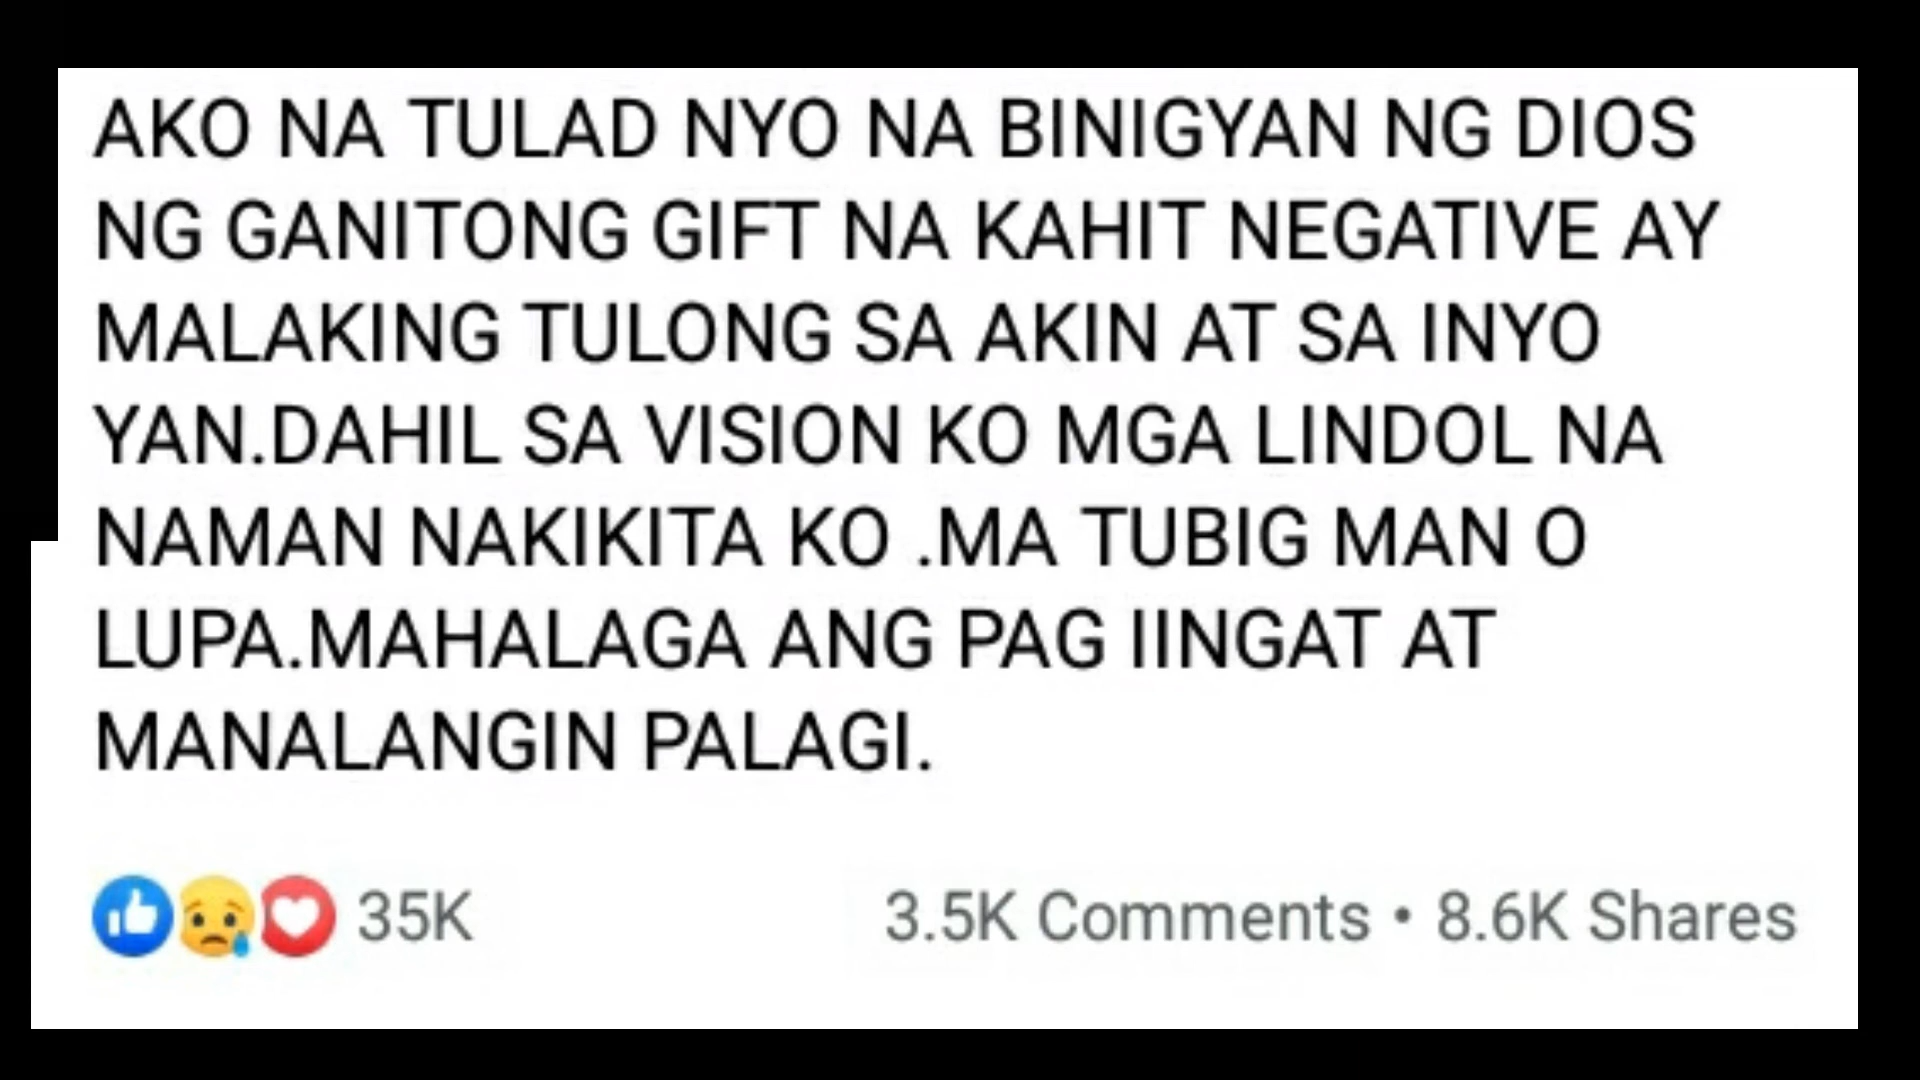 AKO NA TULAD NYO NA BINIGYAN NG DIOS
NG GANITONG GIFT NA KAHIT NEGATIVE AY
MALAKING TULONG SA AKIN AT SA INYO
YAN.DAHIL SA VISION KO MGA LINDOL NA
NAMAN NAKIKITA KO .MA TUBIG MAN O
LUPA.MAHALAGA ANG PAG IINGAT AT
MANALANGIN PALAGI.
35K 3.5K Comments • 8.6K Shares